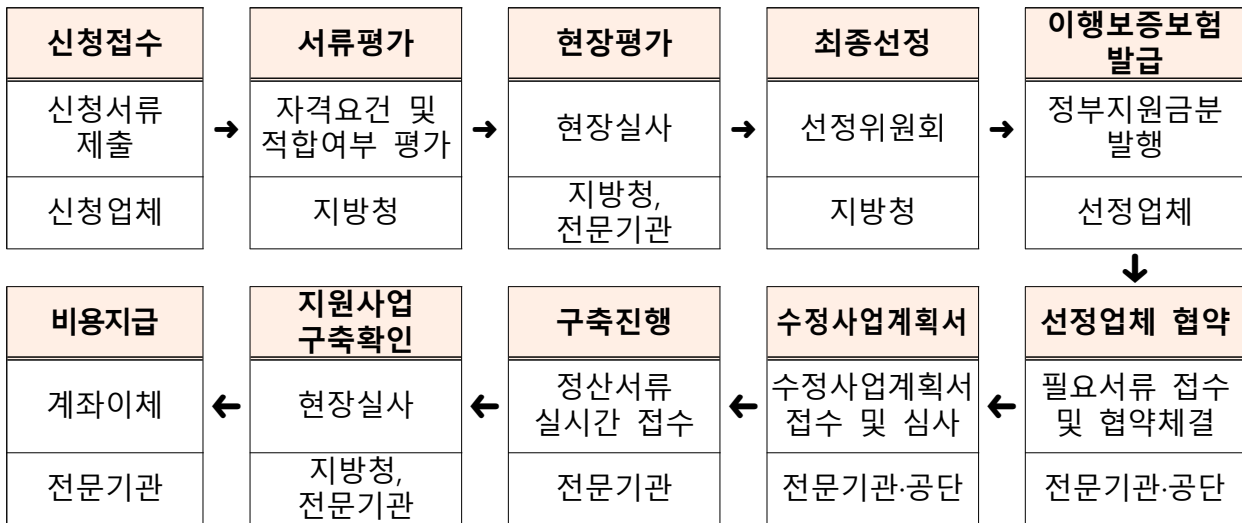 신청접수
신청서류
제출
신청업체
➜
서류평가
자격요건 및
적합여부 평가
지방청
➜
현장평가
현장실사
지방청,
전문기관
➜
최종선정
선정위원회
지방청
➜
이행보증보험
발급
정부지원금분
발행
선정업체
↓
선정업체 협약
필요서류 접수
및 협약체결
전문기관·공단
←
수정사업계획서
수정사업계획서
접수 및 심사
전문기관·공단
←
구축진행
정산서류
실시간 접수
전문기관
←
지원사업
구축확인
현장실사
지방청,
전문기관
←
비용지급
계좌이체
전문기관